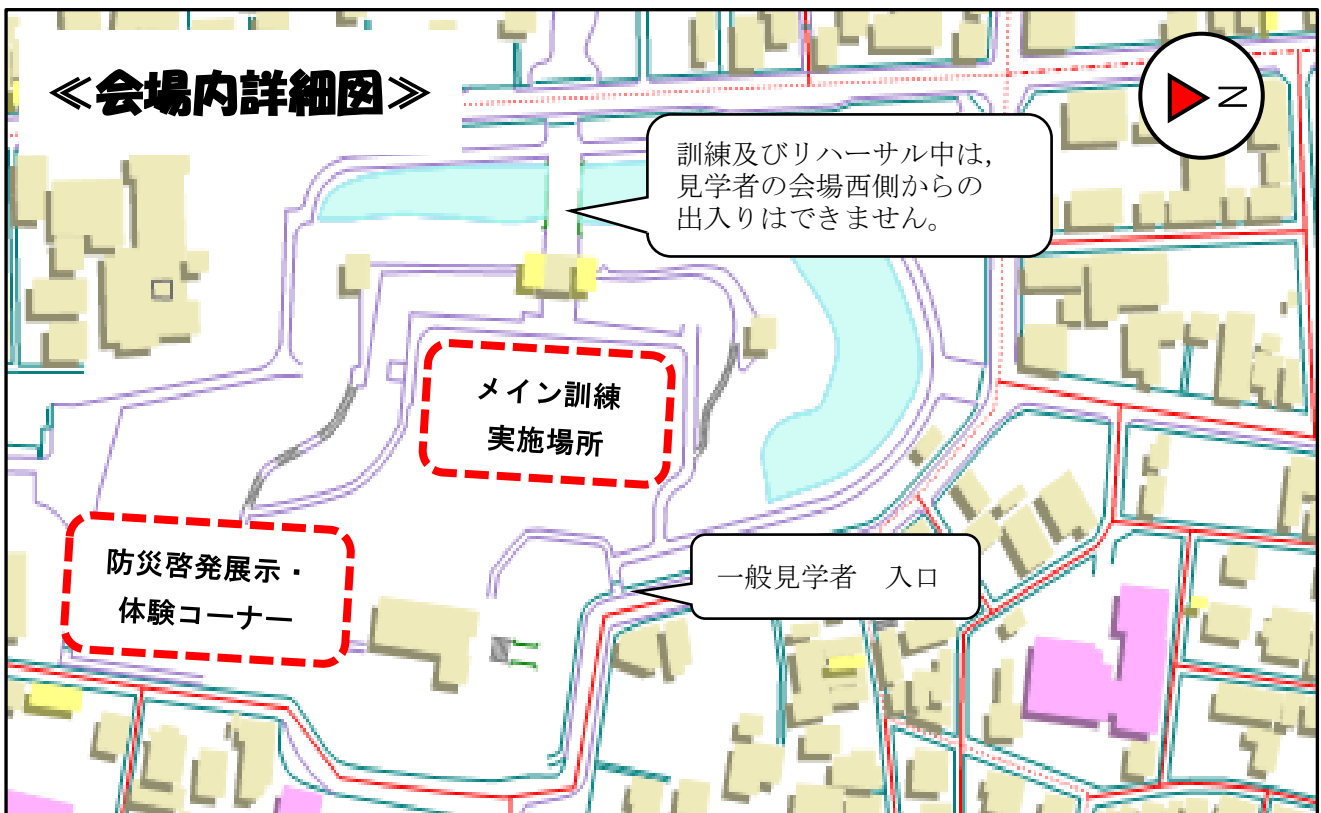 ≪会場内詳細図≫
N
訓練及びリハーサル中は,
見学者の会場西側からの
出入りはできません。
メイン訓練
実施場所
防災啓発展示・
体験コーナー
一般見学者　入口